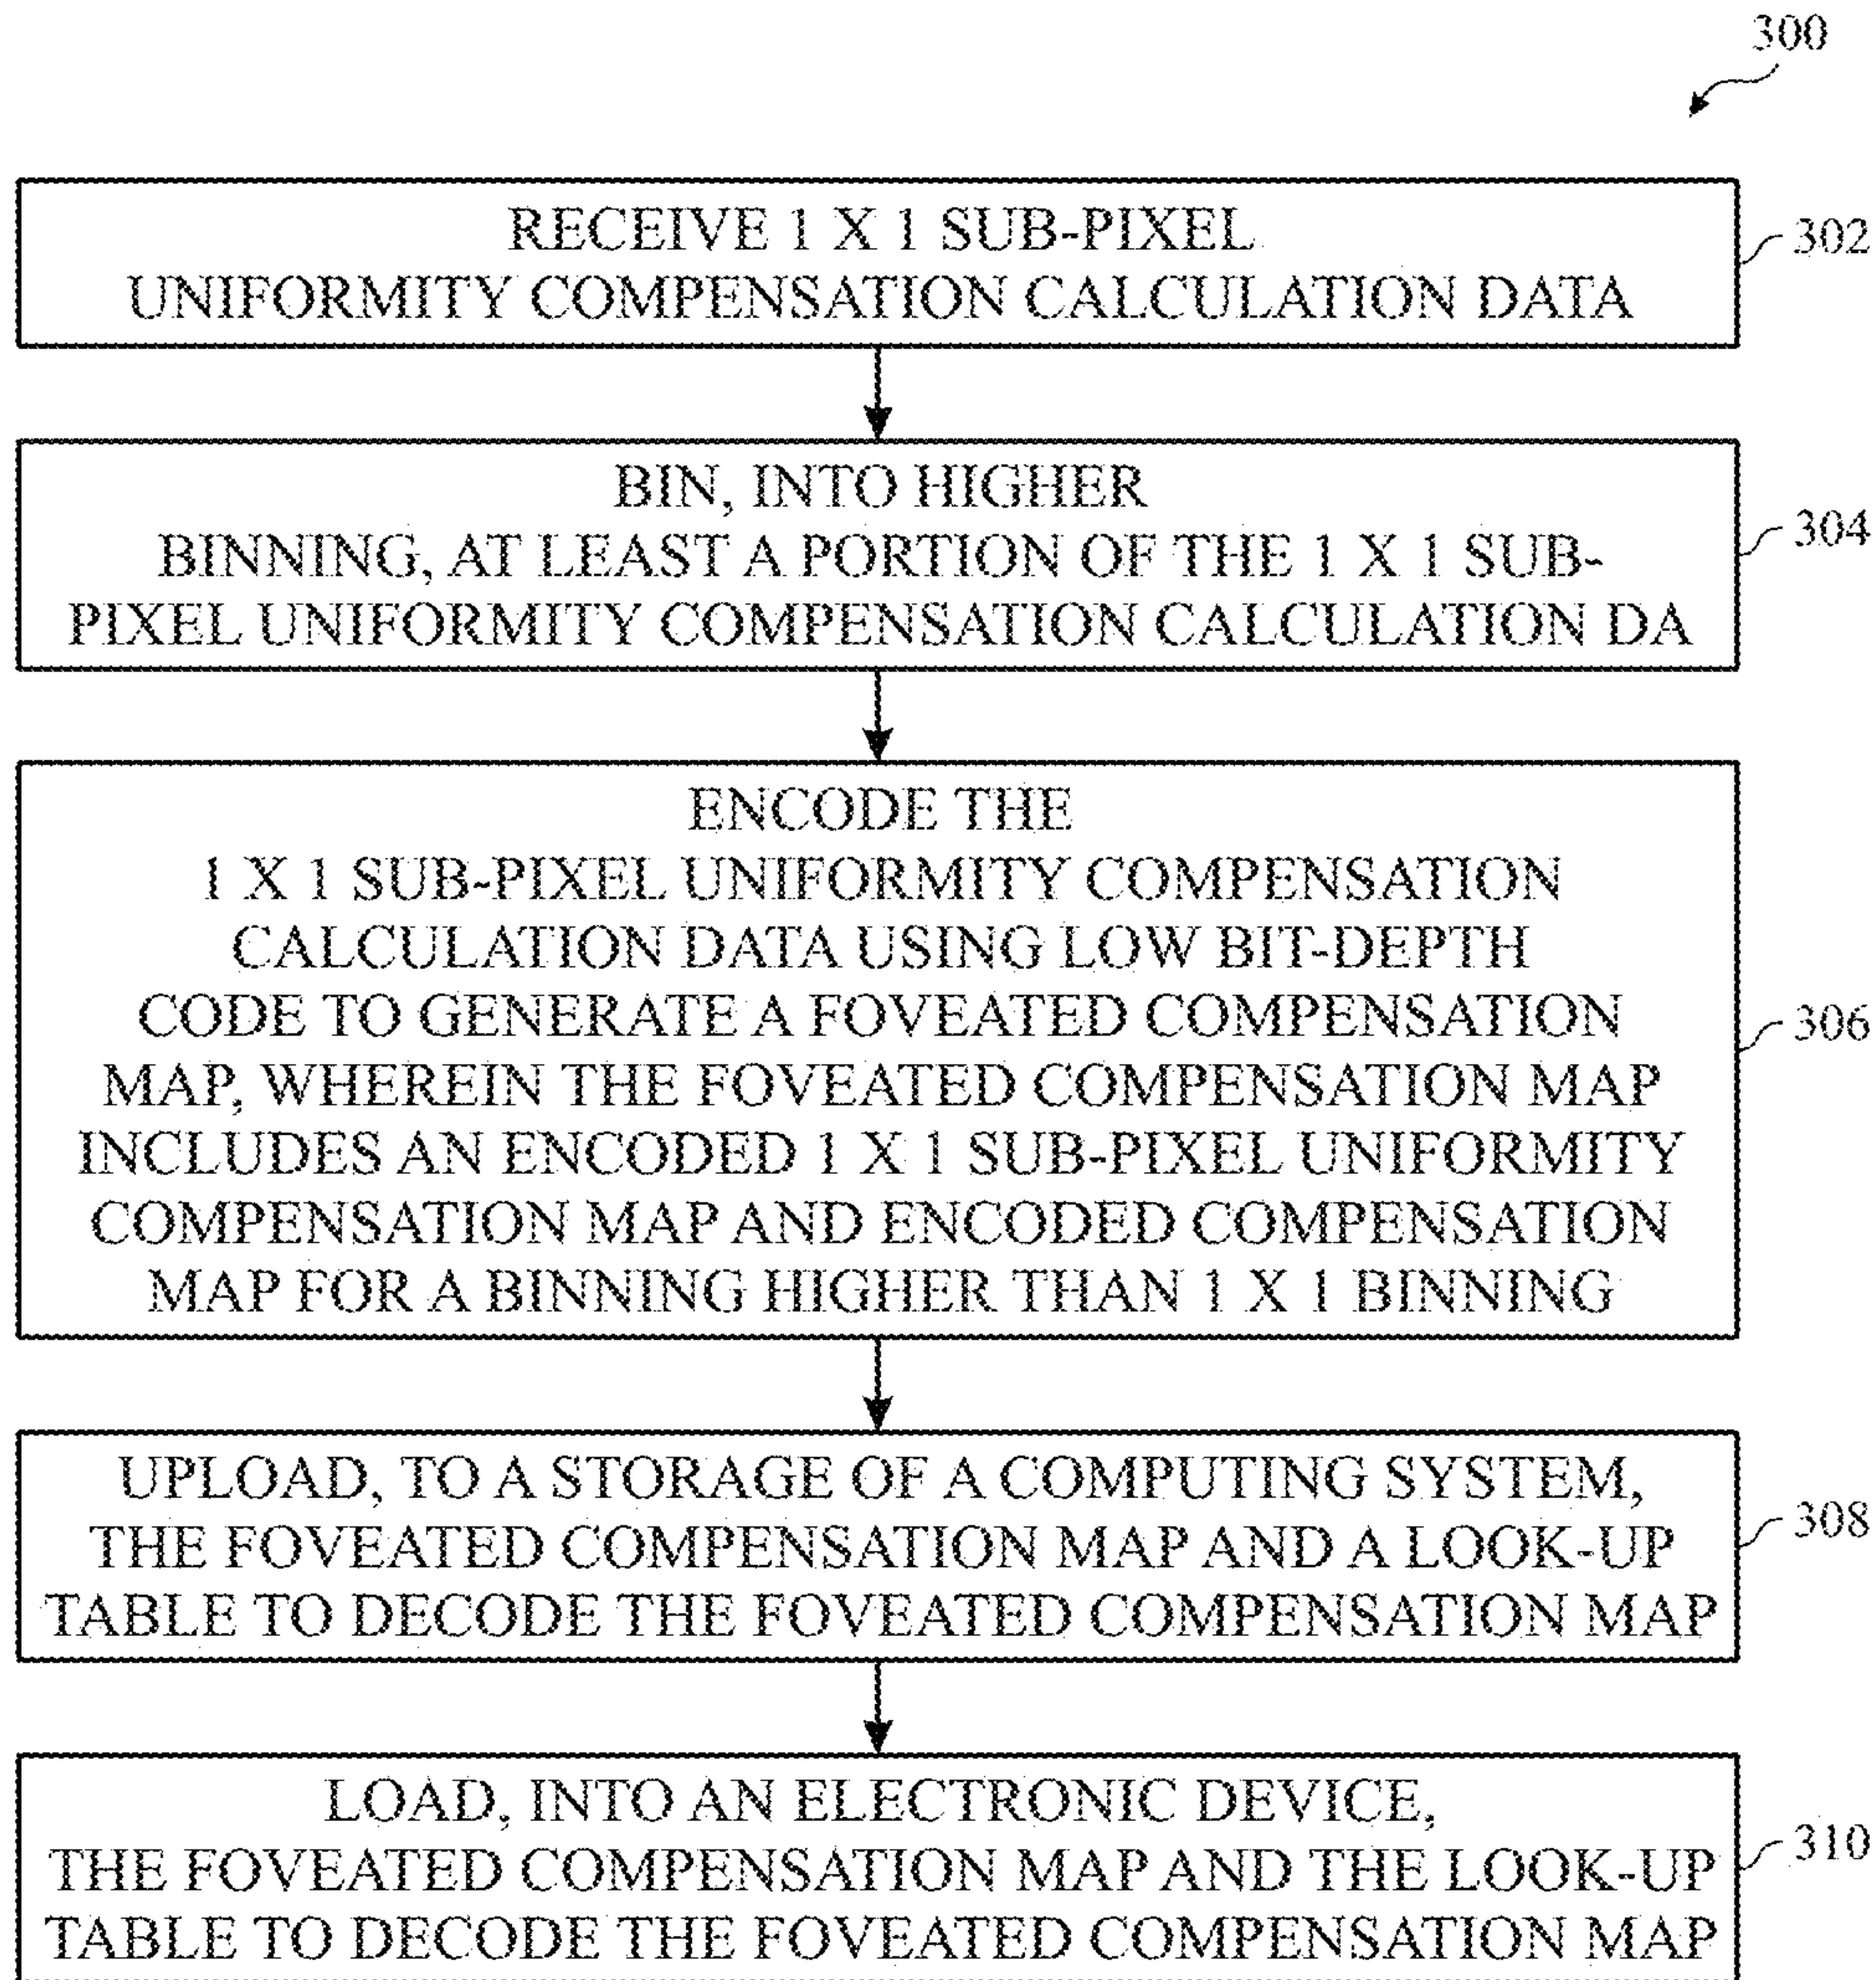 300
RECEIVE 1 X 1 SUB-PIXEL
UNIFORMITY COMPENSATION CALCULATION DATA
302
BIN, INTO HIGHER
BINNING, AT LEAST A PORTION OF THE 1 X 1 SUB-
PIXEL UNIFORMITY COMPENSATION CALCULATION DA
304
ENCODE THE
1 X 1 SUB-PIXEL UNIFORMITY COMPENSATION
CALCULATION DATA USING LOW BIT-DEPTH
CODE TO GENERATE A FOVEATED COMPENSATION
MAP, WHEREIN THE FOVEATED COMPENSATION MAP
INCLUDES AN ENCODED 1 X 1 SUB-PIXEL UNIFORMITY
COMPENSATION MAP AND ENCODED COMPENSATION
MAP FOR A BINNING HIGHER THAN 1 X 1 BINNING
306
UPLOAD, TO A STORAGE OF A COMPUTING SYSTEM,
THE FOVEATED COMPENSATION MAP AND A LOOK-UP
TABLE TO DECODE THE FOVEATED COMPENSATION MAP
308
LOAD, INTO AN ELECTRONIC DEVICE,
THE FOVEATED COMPENSATION MAP AND THE LOOK-UP
TABLE TO DECODE THE FOVEATED COMPENSATION MAP
310